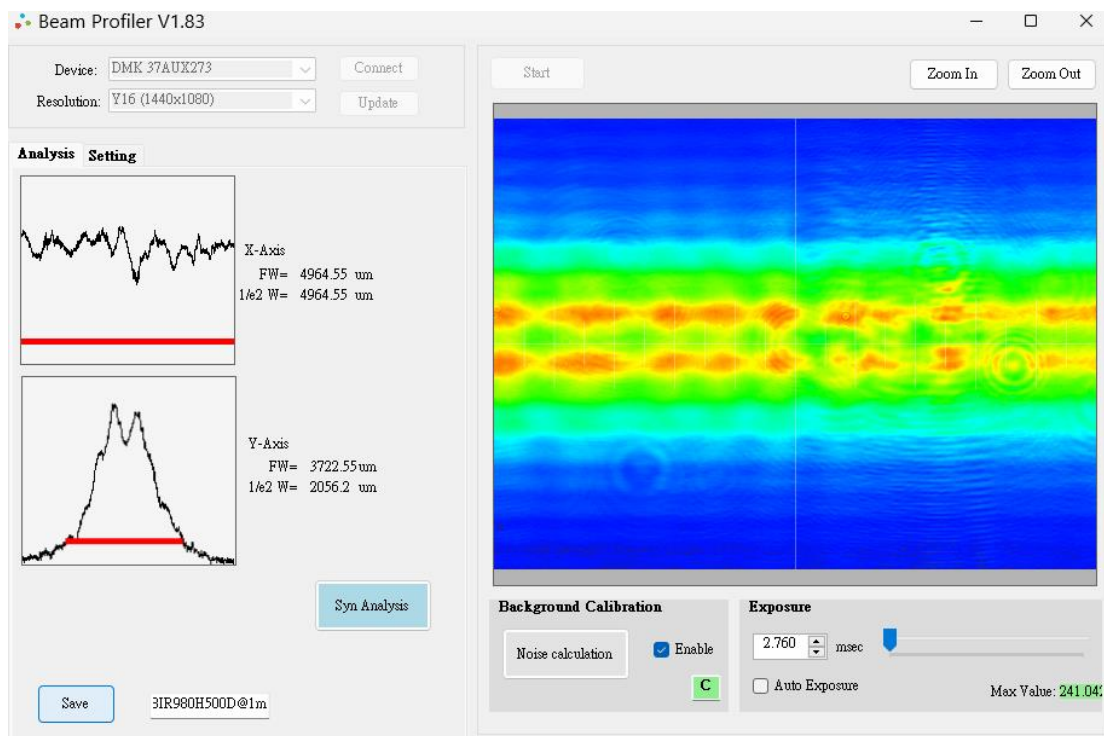 Beam Profiler V1.83
Device: DMK 37AUX273 Connect
Resolution: Y16 (1440x1080) Update
Analysis Setting
X-Axis
FW= 4964.55 um
1/e2 W= 4964.55 um
Y-Axis
FW= 3722.55 um
1/e2 W= 2056.2 um
Syn Analysis
Save 3IR980H500D@1m
Start Zoom In Zoom Out
Background Calibration
Noise calculation Enable
C
Exposure
2.760 msec
Auto Exposure Max Value: 241.04